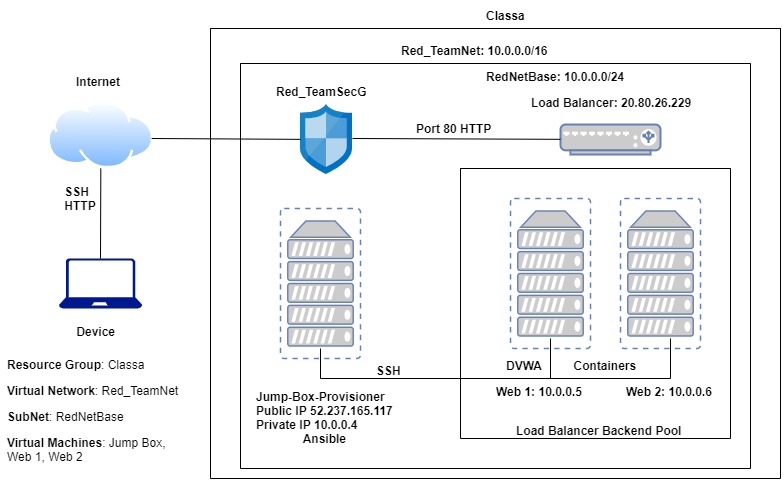 Classa
Red_TeamNet: 10.0.0.0/16
RedNetBase: 10.0.0.0/24
Internet
Red_TeamSecG
Load Balancer: 20.80.26.229
Port 80 HTTP
SSH
HTTP
Device
SSH
DVWA
Containers
Web 1: 10.0.0.5
Web 2: 10.0.0.6
Jump-Box-Provisioner
Public IP 52.237.165.117
Private IP 10.0.0.4
Ansible
Load Balancer Backend Pool
Resource Group: Classa
Virtual Network: Red_TeamNet
SubNet: RedNetBase
Virtual Machines: Jump Box,
Web 1, Web 2